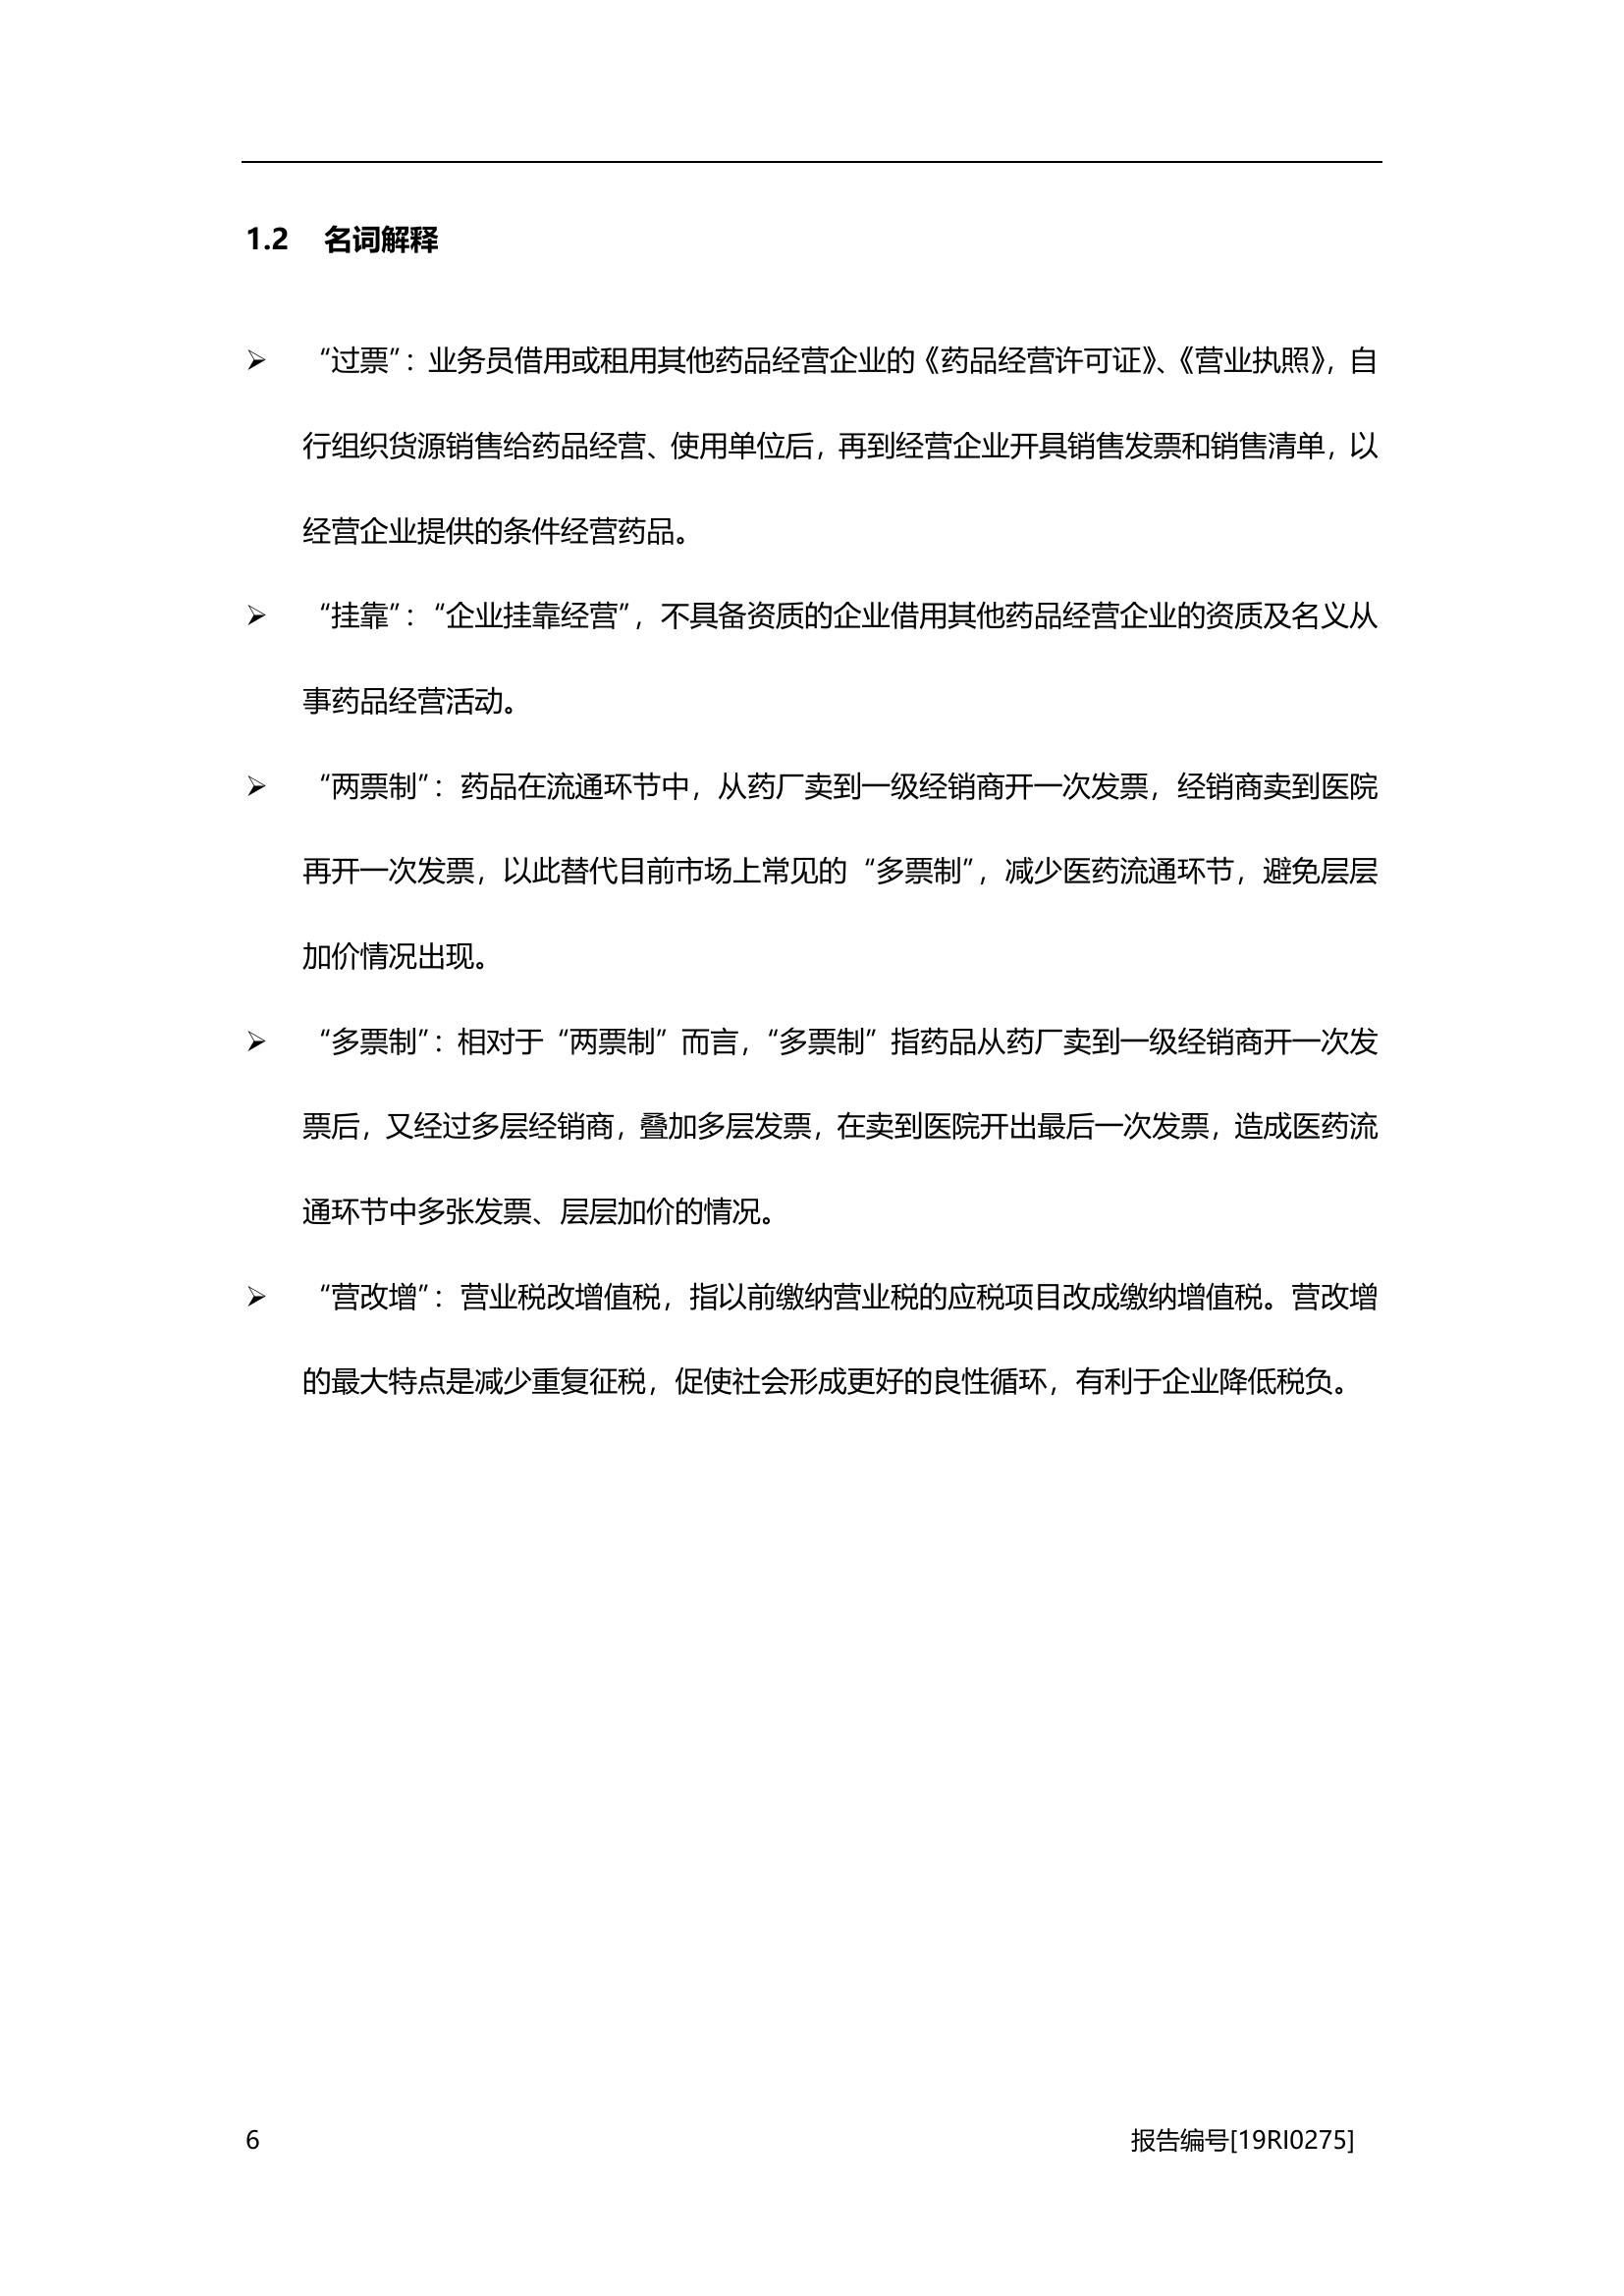 1.2 名词解释
➢ “过票”：业务员借用或租用其他药品经营企业的《药品经营许可证》、《营业执照》，自
行组织货源销售给药品经营、使用单位后，再到经营企业开具销售发票和销售清单，以
经营企业提供的条件经营药品。
➢ “挂靠”：“企业挂靠经营”，不具备资质的企业借用其他药品经营企业的资质及名义从
事药品经营活动。
➢ “两票制”：药品在流通环节中，从药厂卖到一级经销商开一次发票，经销商卖到医院
再开一次发票，以此替代目前市场上常见的“多票制”，减少医药流通环节，避免层层
加价情况出现。
➢ “多票制”：相对于“两票制”而言，“多票制”指药品从药厂卖到一级经销商开一次发
票后，又经过多层经销商，叠加多层发票，在卖到医院开出最后一次发票，造成医药流
通环节中多张发票、层层加价的情况。
➢ “营改增”：营业税改增值税，指以前缴纳营业税的应税项目改成缴纳增值税。营改增
的最大特点是减少重复征税，促使社会形成更好的良性循环，有利于企业降低税负。
6 报告编号[19RI0275]